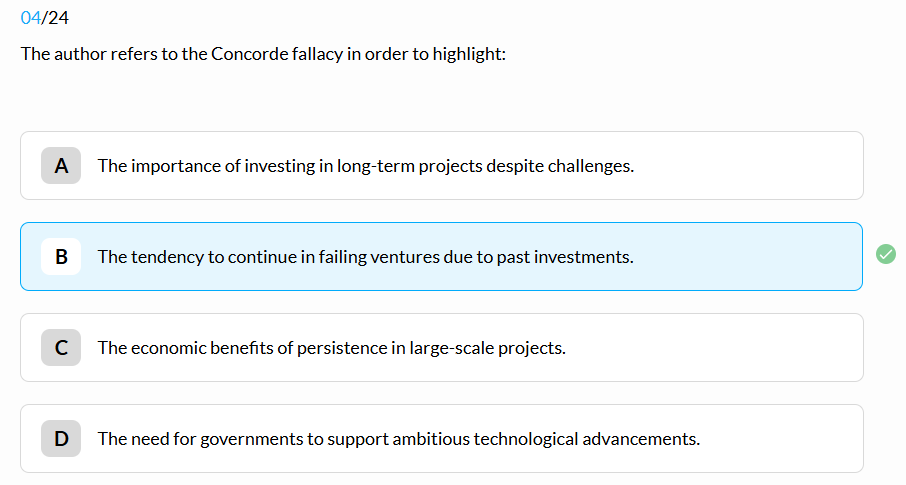 04/24
The author refers to the Concorde fallacy in order to highlight:
A The importance of investing in long-term projects despite challenges.
B The tendency to continue in failing ventures due to past investments.
C The economic benefits of persistence in large-scale projects.
D The need for governments to support ambitious technological advancements.